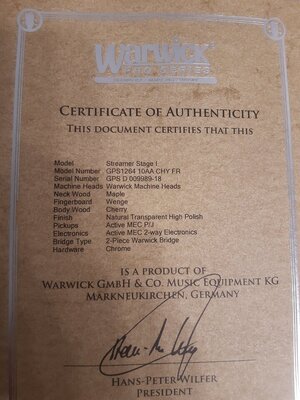 Warwick
PRO SERIES
CERTIFICATE OF AUTHENTICITY
THIS DOCUMENT CERTIFIES THAT THIS
Model Streamer Stage I
Model Number GPS1264 10AA CHY FR
Serial Number GPS D 009989-18
Machine Heads Warwick Machine Heads
Neck Wood Maple
Fingerboard Wenge
Body Wood Cherry
Finish Natural Transparent High Polish
Pickups Active MEC P/J
Electronics Active MEC 2-way Electronics
Bridge Type 2-Piece Warwick Bridge
Hardware Chrome
IS A PRODUCT OF
WARWICK GMBH & CO. MUSIC EQUIPMENT KG
MARKNEUKIRCHEN, GERMANY
HANS-PETER WILFER
PRESIDENT